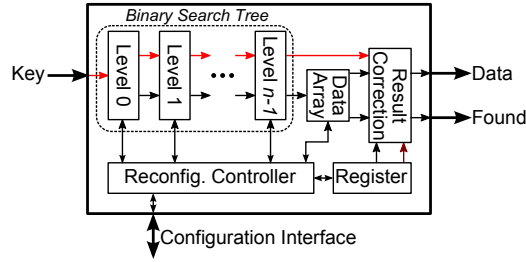 Binary Search Tree
Key
Level 0
Level 1
...
Level n-1
Data
Array
Result
Correction
Data
Found
Reconfig. Controller
Register
Configuration Interface